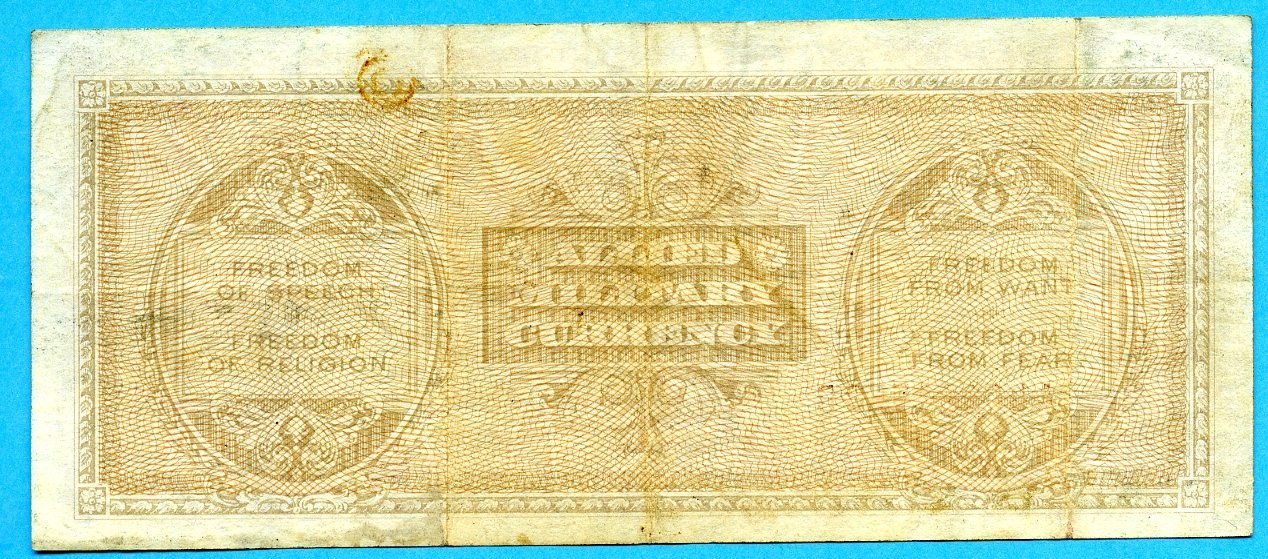 FREEDOM
OF SPEECH
FREEDOM
OF RELIGION
ALLIED
MILITARY
CURRENCY
FREEDOM
FROM WANT
FREEDOM
FROM FEAR